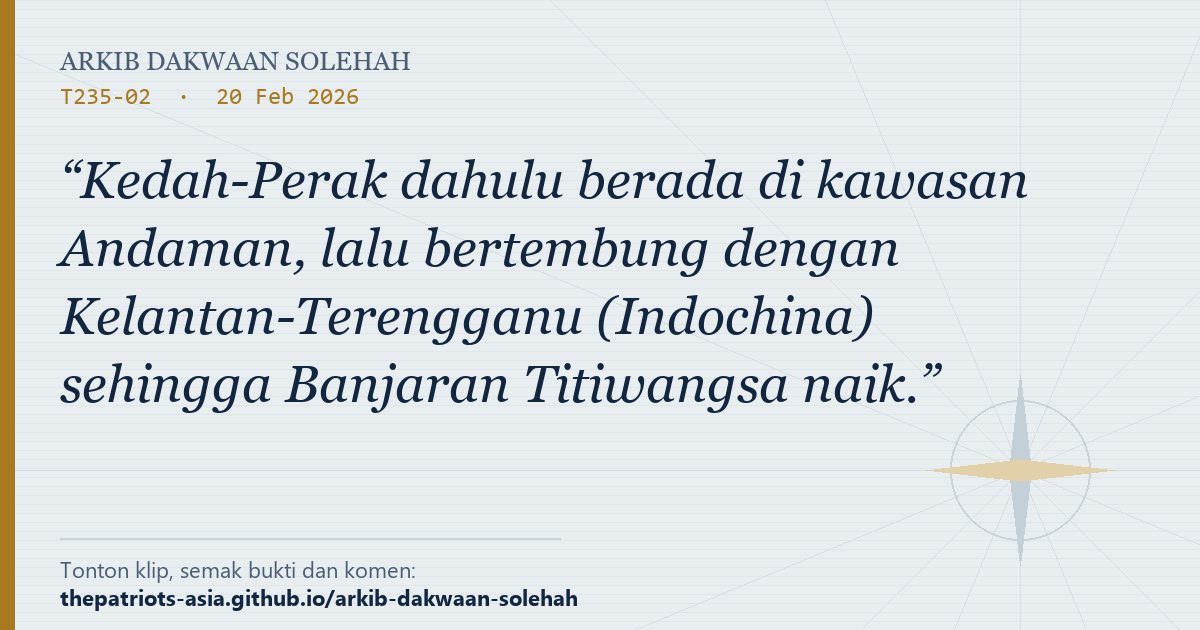 ARKIB DAKWAAN SOLEHAH
T235-02 · 20 Feb 2026
“Kedah-Perak dahulu berada di kawasan
Andaman, lalu bertembung dengan
Kelantan-Terengganu (Indochina)
sehingga Banjaran Titiwangsa naik.”
Tonton klip, semak bukti dan komen:
thepatriots-asia.github.io/arkib-dakwaan-solehah